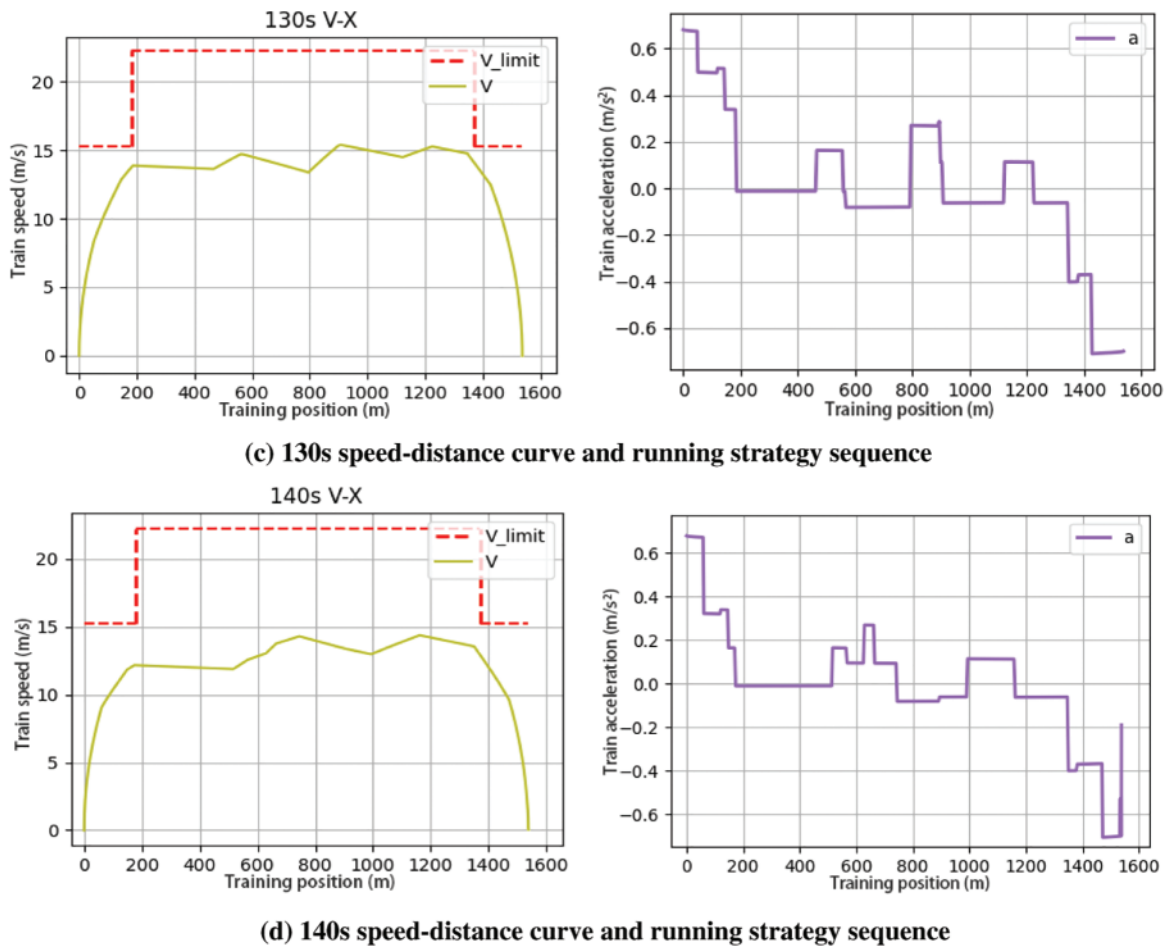 130s V-X
V_limit
V
Train speed (m/s)
20
15
10
5
0
0 200 400 600 800 1000 1200 1400 1600
Training position (m)
a
Train acceleration (m/s²)
0.6
0.4
0.2
0.0
−0.2
−0.4
−0.6
0 200 400 600 800 1000 1200 1400 1600
Training position (m)
(c) 130s speed-distance curve and running strategy sequence
140s V-X
V_limit
V
Train speed (m/s)
20
15
10
5
0
0 200 400 600 800 1000 1200 1400 1600
Training position (m)
a
Train acceleration (m/s²)
0.6
0.4
0.2
0.0
−0.2
−0.4
−0.6
0 200 400 600 800 1000 1200 1400 1600
Training position (m)
(d) 140s speed-distance curve and running strategy sequence